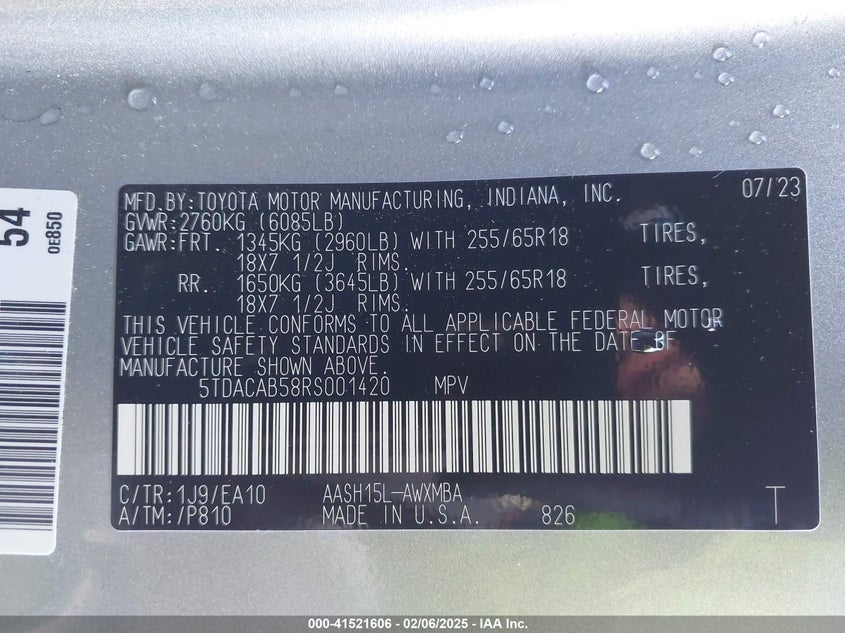 MFD.BY:TOYOTA MOTOR MANUFACTURING, INDIANA, INC. 07/23
GVWR:2760KG (6085LB)
GAWR:FRT. 1345KG (2960LB) WITH 255/65R18 TIRES,
18X7 1/2J RIMS.
RR. 1650KG (3645LB) WITH 255/65R18 TIRES,
18X7 1/2J RIMS.
THIS VEHICLE CONFORMS TO ALL APPLICABLE FEDERAL MOTOR
VEHICLE SAFETY STANDARDS IN EFFECT ON THE DATE OF
MANUFACTURE SHOWN ABOVE.
5TDACAB58RS001420 MPV
C/TR:1J9/EA10 AASH15L-AWXMBA
A/TM:/P810 MADE IN U.S.A. 826 T
54
0E850
000-41521606 - 02/06/2025 - IAA Inc.